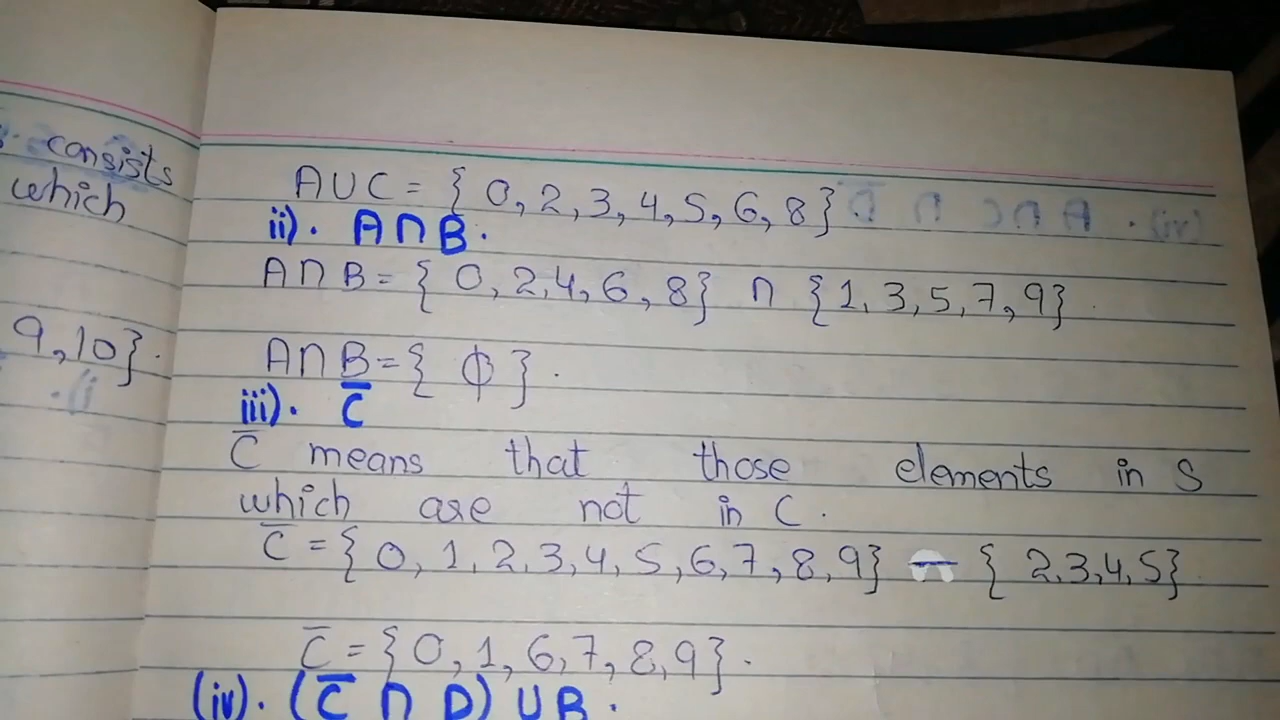 consists
which
9,10}.
AUC = { 0, 2, 3, 4, 5, 6, 8}
ii). A∩B.
A∩B = { 0, 2, 4, 6, 8} ∩ {1, 3, 5, 7, 9}.
A∩B = { ϕ }.
iii). C̅
C̅ means that those elements in S
which are not in C.
C̅ = {0, 1, 2, 3, 4, 5, 6, 7, 8, 9} − { 2, 3, 4, 5}
C̅ = {0, 1, 6, 7, 8, 9}.
(iv). (C̅ ∩ D) ∪ B.